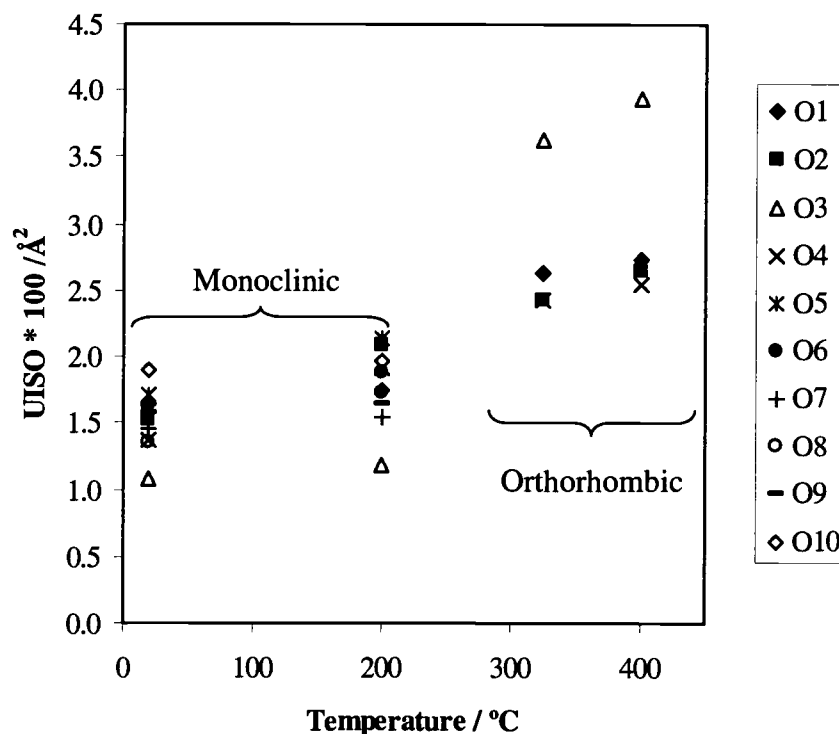 4.5
4.0
3.5
3.0
2.5
2.0
1.5
1.0
0.5
0.0
UISO * 100 /Å²
Monoclinic
Orthorhombic
0 100 200 300 400
Temperature / ºC
O1
O2
O3
O4
O5
O6
O7
O8
O9
O10